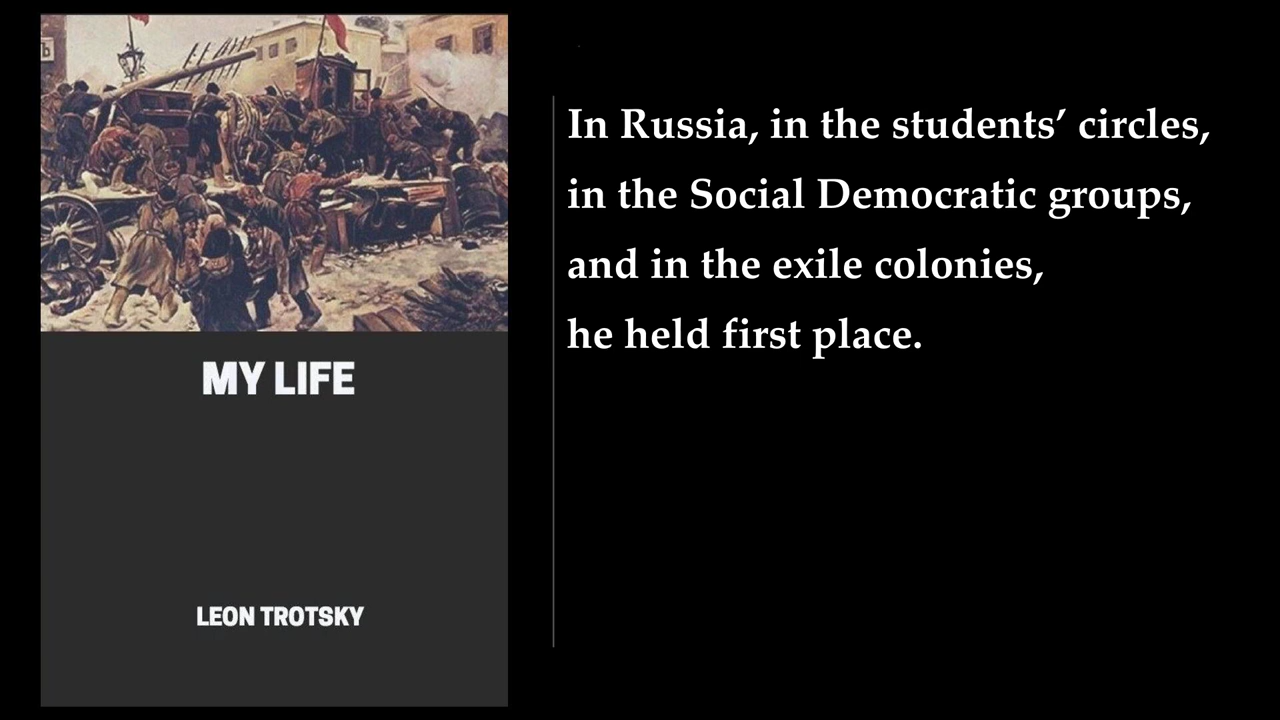 MY LIFE
LEON TROTSKY
In Russia, in the students’ circles,
in the Social Democratic groups,
and in the exile colonies,
he held first place.